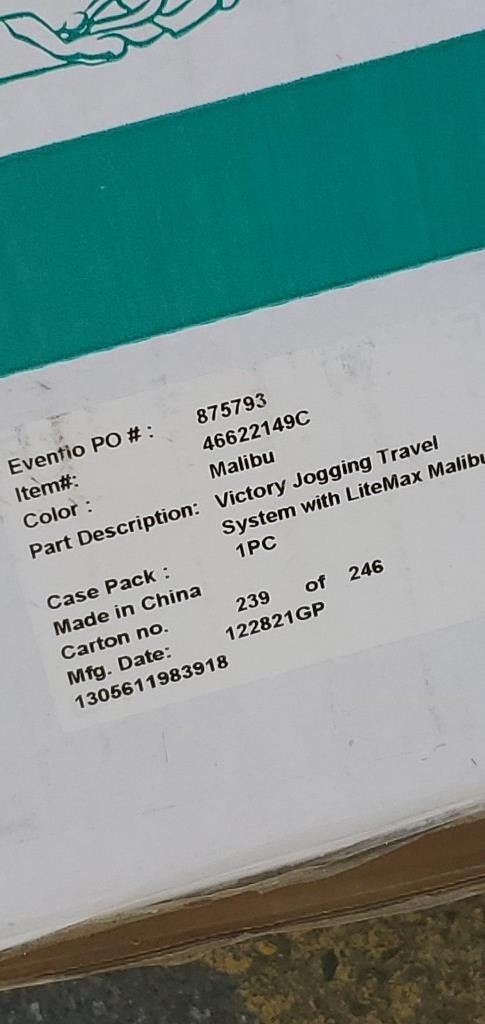 Evenflo PO # : 875793
Item#: 46622149C
Color : Malibu
Part Description: Victory Jogging Travel
System with LiteMax Malibu
Case Pack : 1PC
Made in China
Carton no. 239 of 246
Mfg. Date: 122821GP
1305611983918